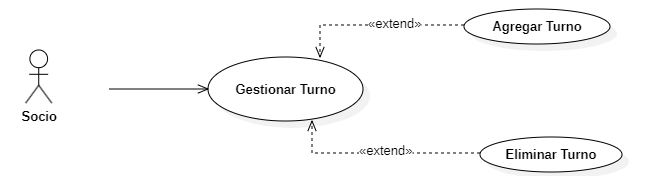 «extend»
Agregar Turno
Gestionar Turno
Socio
«extend»
Eliminar Turno